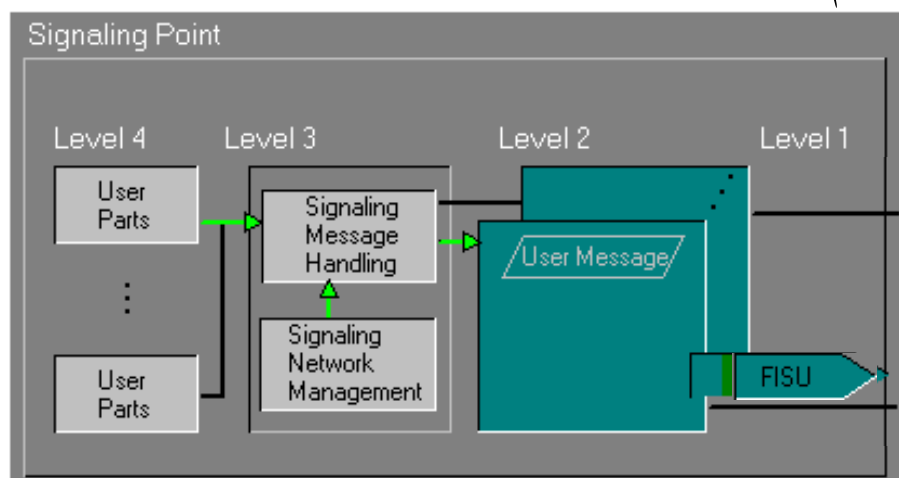 Signaling Point
Level 4
Level 3
Level 2
Level 1
User
Parts
User
Parts
Signaling
Message
Handling
Signaling
Network
Management
User Message
FISU